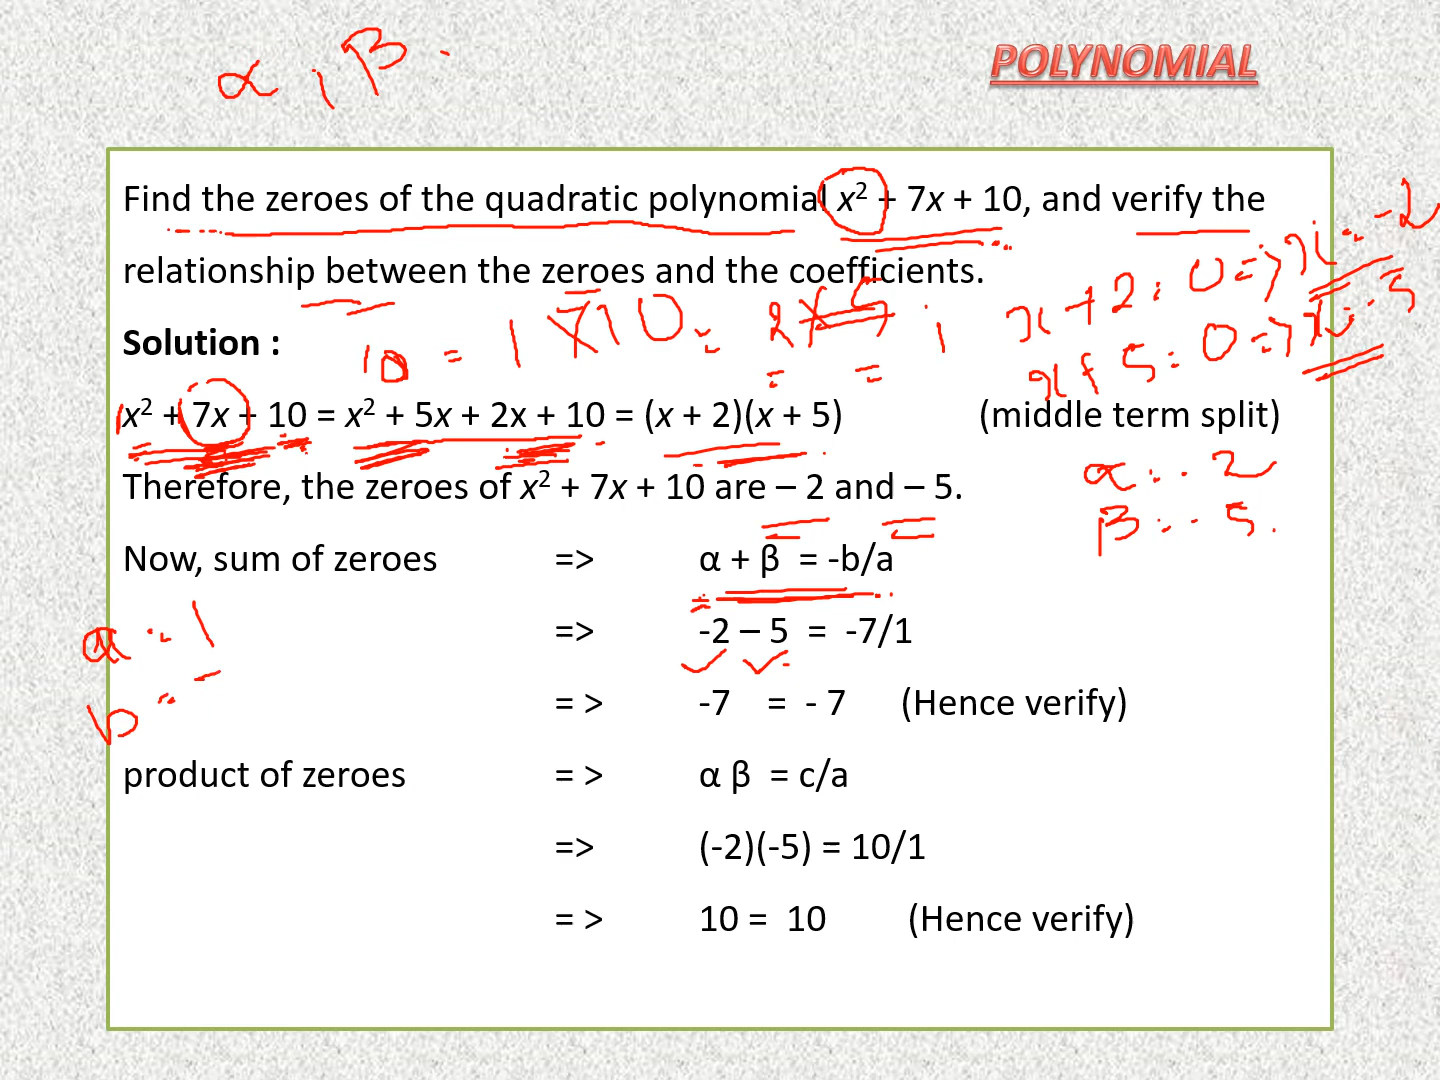 α , β .
POLYNOMIAL
Find the zeroes of the quadratic polynomial x² + 7x + 10, and verify the
relationship between the zeroes and the coefficients.
x + 2 = 0 => x = -2
Solution :
10 = 1 × 10 = 2 × 5 ;
x + 5 = 0 => x = -5
x² + 7x + 10 = x² + 5x + 2x + 10 = (x + 2)(x + 5) (middle term split)
α = -2
Therefore, the zeroes of x² + 7x + 10 are – 2 and – 5.
β = -5.
Now, sum of zeroes => α + β = -b/a
a = 1
=> -2 – 5 = -7/1
b =
= > -7 = - 7 (Hence verify)
product of zeroes = > α β = c/a
=> (-2)(-5) = 10/1
= > 10 = 10 (Hence verify)